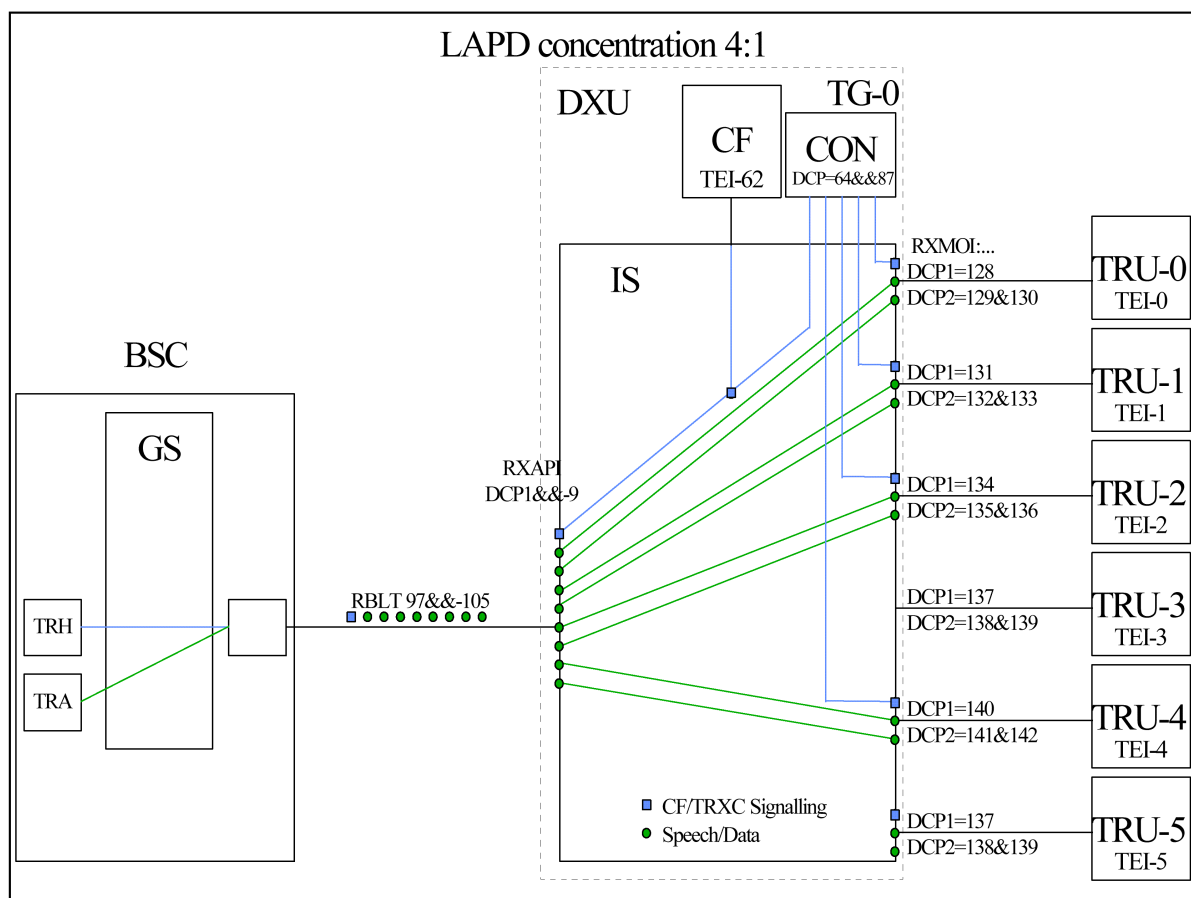 LAPD concentration 4:1
DXU
TG-0
CF
TEI-62
CON
DCP=64&&87
IS
RXMOI:...
DCP1=128
DCP2=129&130
TRU-0
TEI-0
DCP1=131
DCP2=132&133
TRU-1
TEI-1
BSC
GS
RXAPI
DCP1&&-9
DCP1=134
DCP2=135&136
TRU-2
TEI-2
RBLT 97&&-105
TRH
TRA
DCP1=137
DCP2=138&139
TRU-3
TEI-3
DCP1=140
DCP2=141&142
TRU-4
TEI-4
CF/TRXC Signalling
Speech/Data
DCP1=137
DCP2=138&139
TRU-5
TEI-5